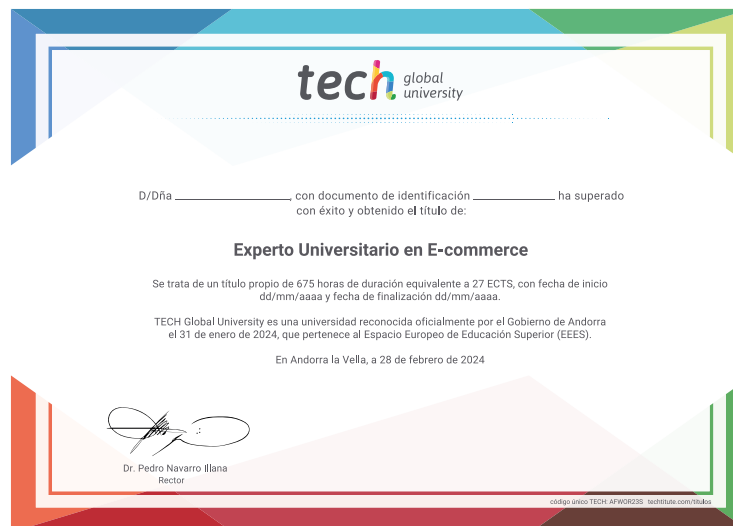 tech global university
D/Dña ____________________, con documento de identificación ______________ ha superado
con éxito y obtenido el título de:
Experto Universitario en E-commerce
Se trata de un título propio de 675 horas de duración equivalente a 27 ECTS, con fecha de inicio
dd/mm/aaaa y fecha de finalización dd/mm/aaaa.
TECH Global University es una universidad reconocida oficialmente por el Gobierno de Andorra
el 31 de enero de 2024, que pertenece al Espacio Europeo de Educación Superior (EEES).
En Andorra la Vella, a 28 de febrero de 2024
Dr. Pedro Navarro Illana
Rector
código único TECH: AFWOR23S techtitute.com/titulos